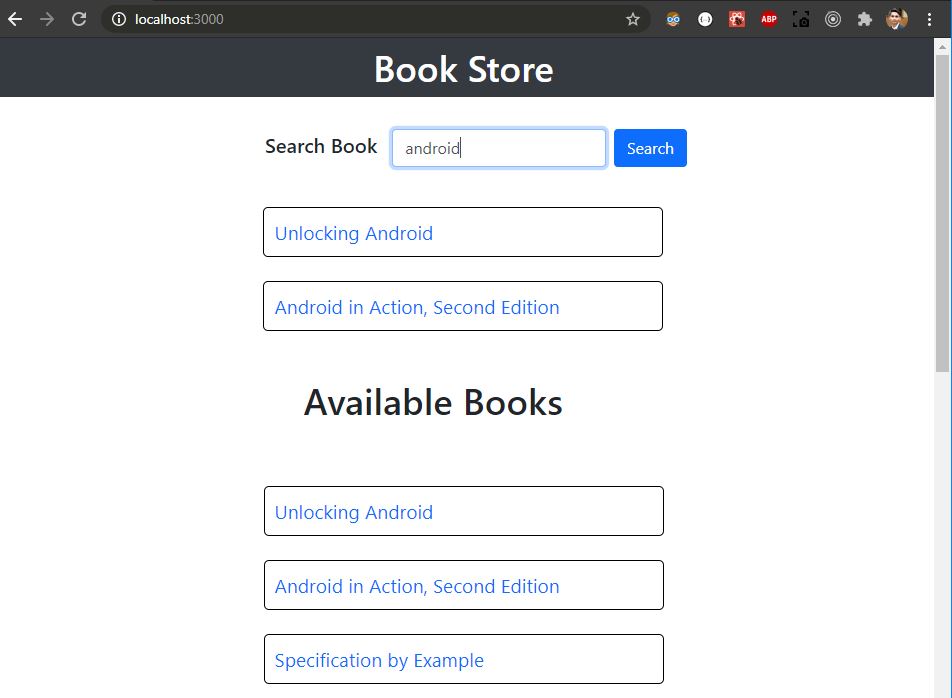 localhost:3000
ABP
Book Store
Search Book android Search
Unlocking Android
Android in Action, Second Edition
Available Books
Unlocking Android
Android in Action, Second Edition
Specification by Example